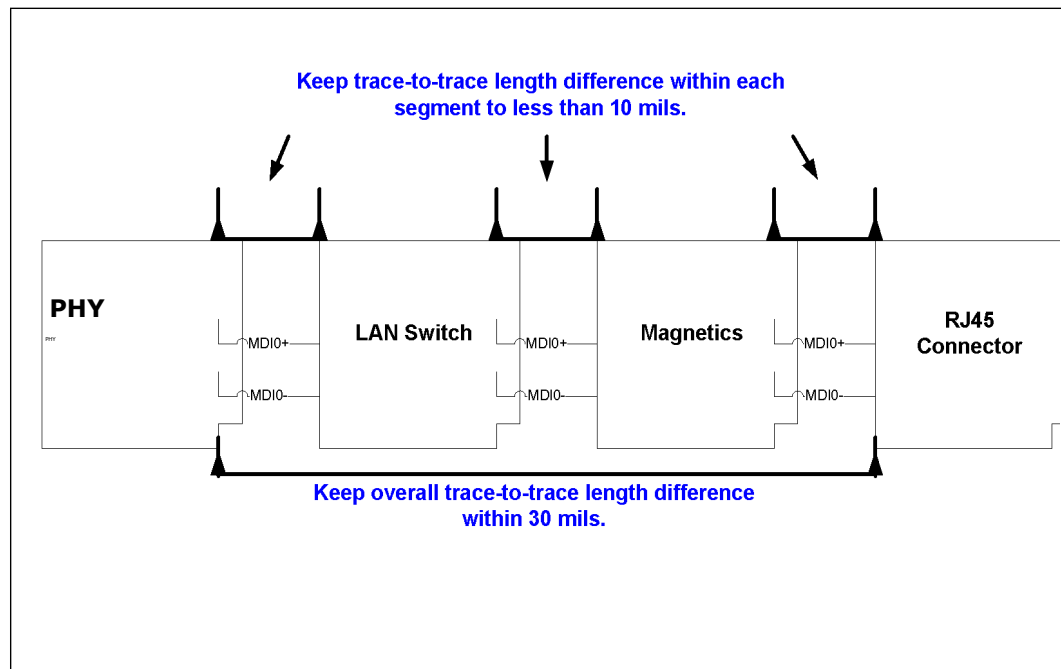 Keep trace-to-trace length difference within each
segment to less than 10 mils.
PHY
PHY
LAN Switch
Magnetics
RJ45
Connector
MDI0+
MDI0+
MDI0+
MDI0-
MDI0-
MDI0-
Keep overall trace-to-trace length difference
within 30 mils.